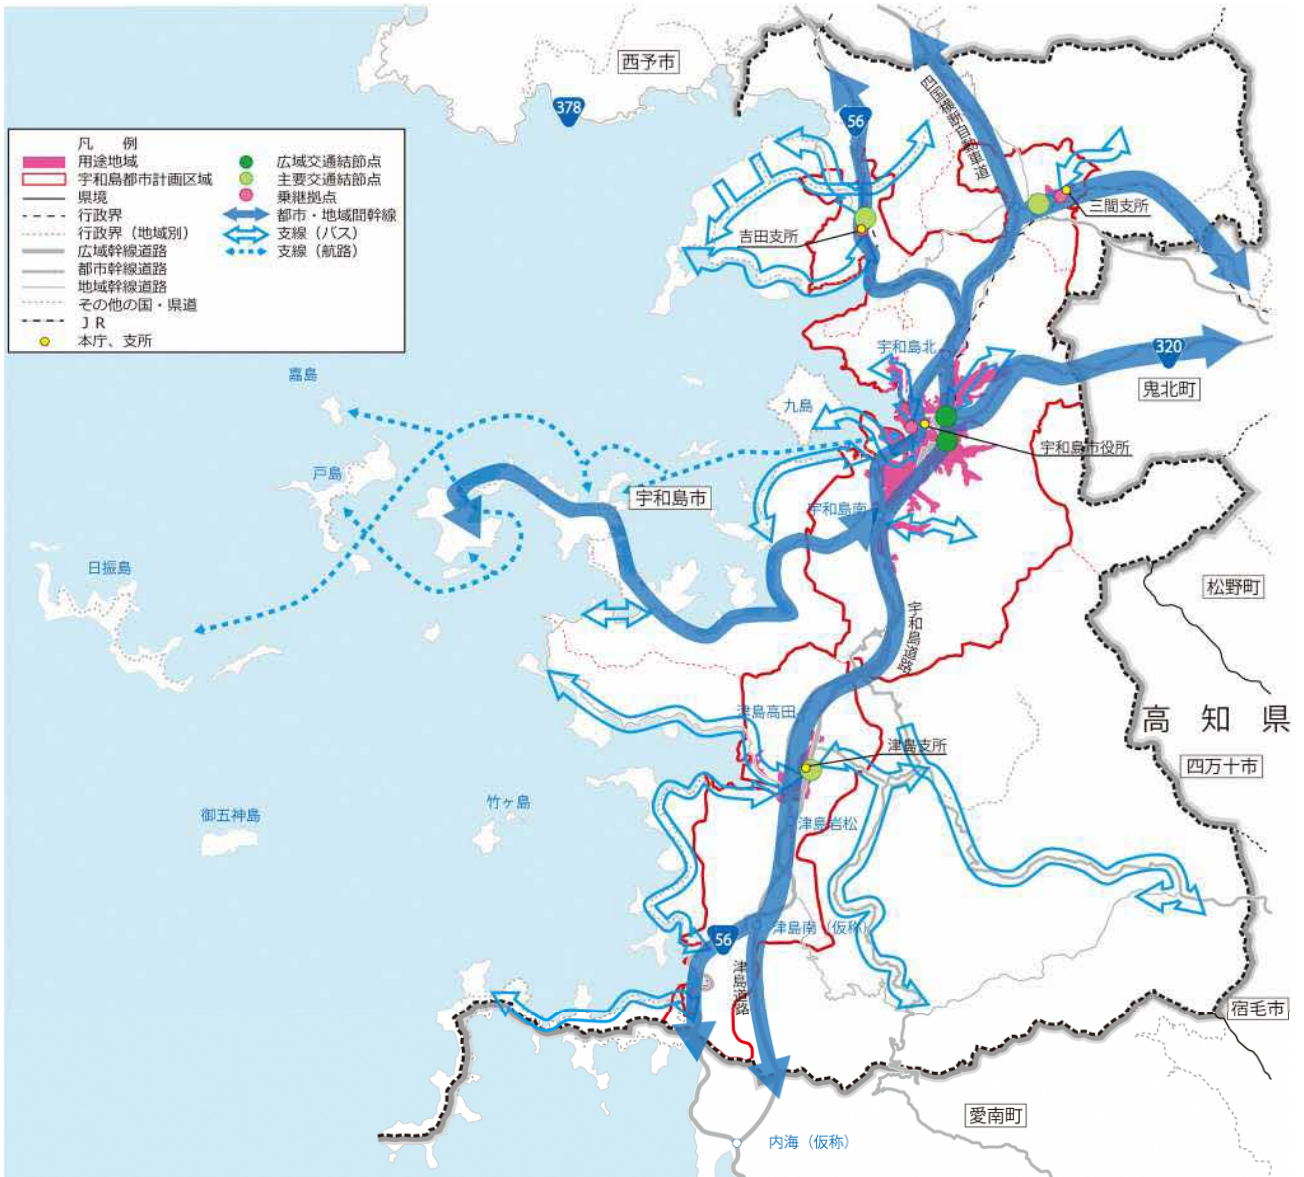 西予市
378
56
四国横断自動車道
凡 例
用途地域
宇和島都市計画区域
県境
行政界
行政界（地域別）
広域幹線道路
都市幹線道路
地域幹線道路
その他の国・県道
JR
本庁、支所
広域交通結節点
主要交通結節点
乗継拠点
都市・地域間幹線
支線（バス）
支線（航路）
三間支所
吉田支所
宇和島北
320
鬼北町
嘉島
九島
宇和島市役所
戸島
宇和島市
宇和島南
日振島
松野町
宇和島道路
高知県
津島高田
津島支所
四万十市
竹ヶ島
御五神島
津島岩松
津島南（仮称）
56
津島道路
宿毛市
愛南町
内海（仮称）